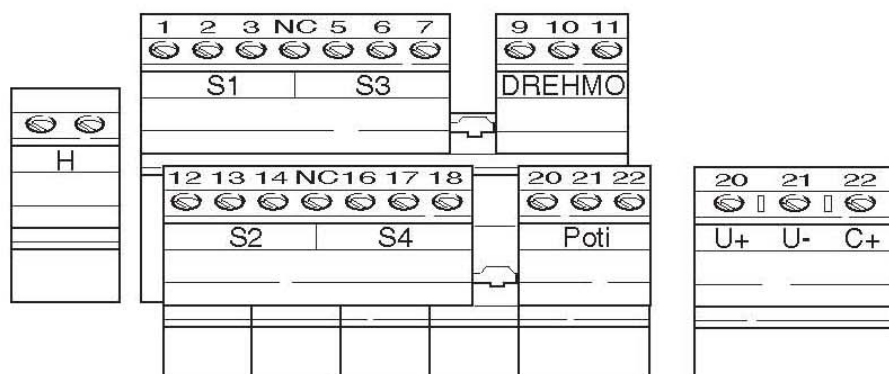 1 2 3 NC 5 6 7
9 10 11
S1 S3
DREHMO
H
12 13 14 NC 16 17 18
20 21 22
20 21 22
S2 S4
Poti
U+ U- C+